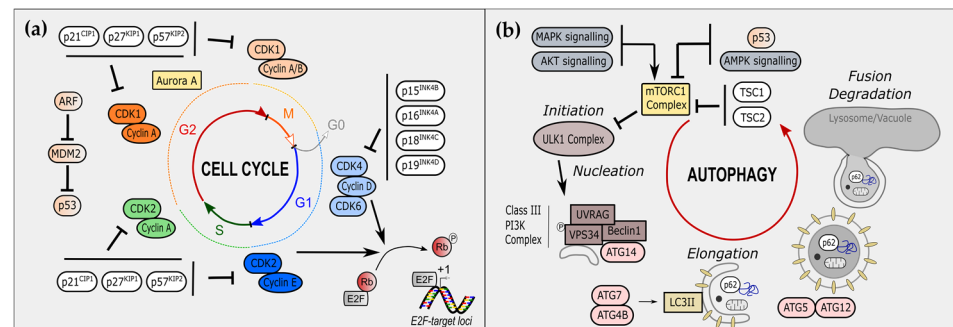 (a)
p21CIP1 p27KIP1 p57KIP2
CDK1
Cyclin A/B
Aurora A
ARF
MDM2
p53
CDK1
Cyclin A
G2
M
G0
CELL CYCLE
G1
S
p15INK4B
p16INK4A
p18INK4C
p19INK4D
CDK4
Cyclin D
CDK6
CDK2
Cyclin A
p21CIP1 p27KIP1 p57KIP2
CDK2
Cyclin E
Rb
E2F
Rb
P
E2F
+1
E2F-target loci
(b)
MAPK signalling
AKT signalling
p53
AMPK signalling
mTORC1
Complex
TSC1
TSC2
Initiation
ULK1 Complex
Nucleation
Class III
PI3K
Complex
P
UVRAG
VPS34
Beclin1
ATG14
AUTOPHAGY
Fusion
Degradation
Lysosome/Vacuole
p62
p62
Elongation
ATG7
ATG4B
LC3II
p62
ATG5
ATG12